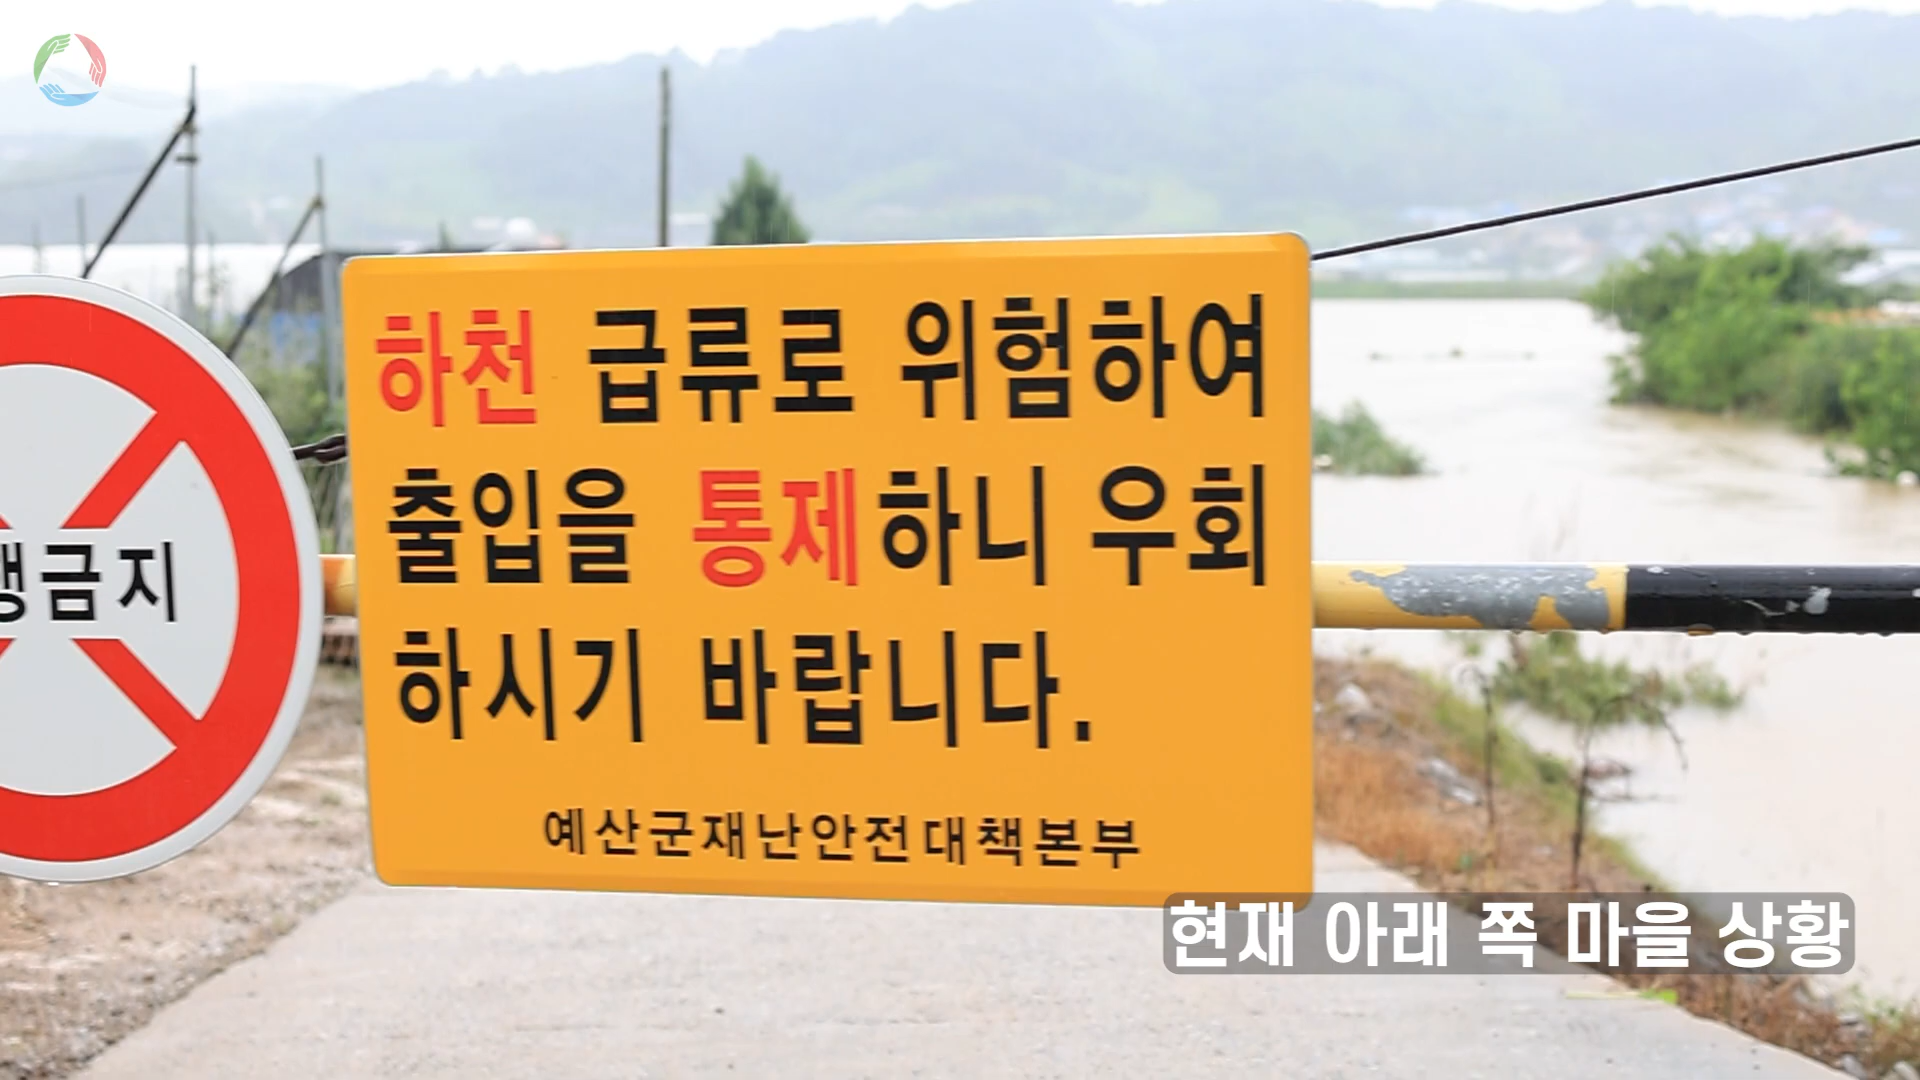 하천 급류로 위험하여
출입을 통제하니 우회
하시기 바랍니다.
예산군재난안전대책본부
금지
현재 아래 쪽 마을 상황